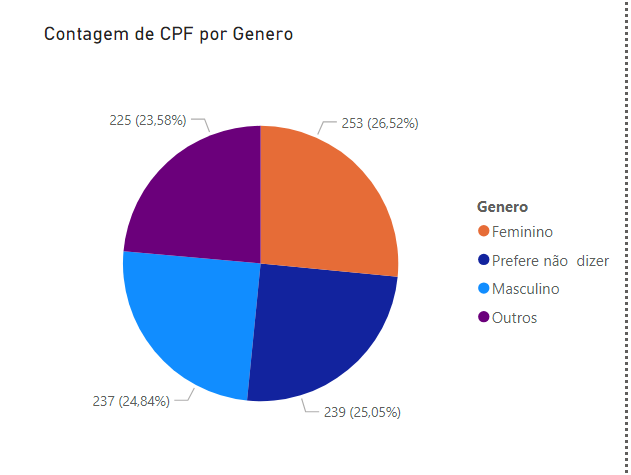 Contagem de CPF por Genero
225 (23,58%)
253 (26,52%)
Genero
Feminino
Prefere não dizer
Masculino
Outros
237 (24,84%)
239 (25,05%)